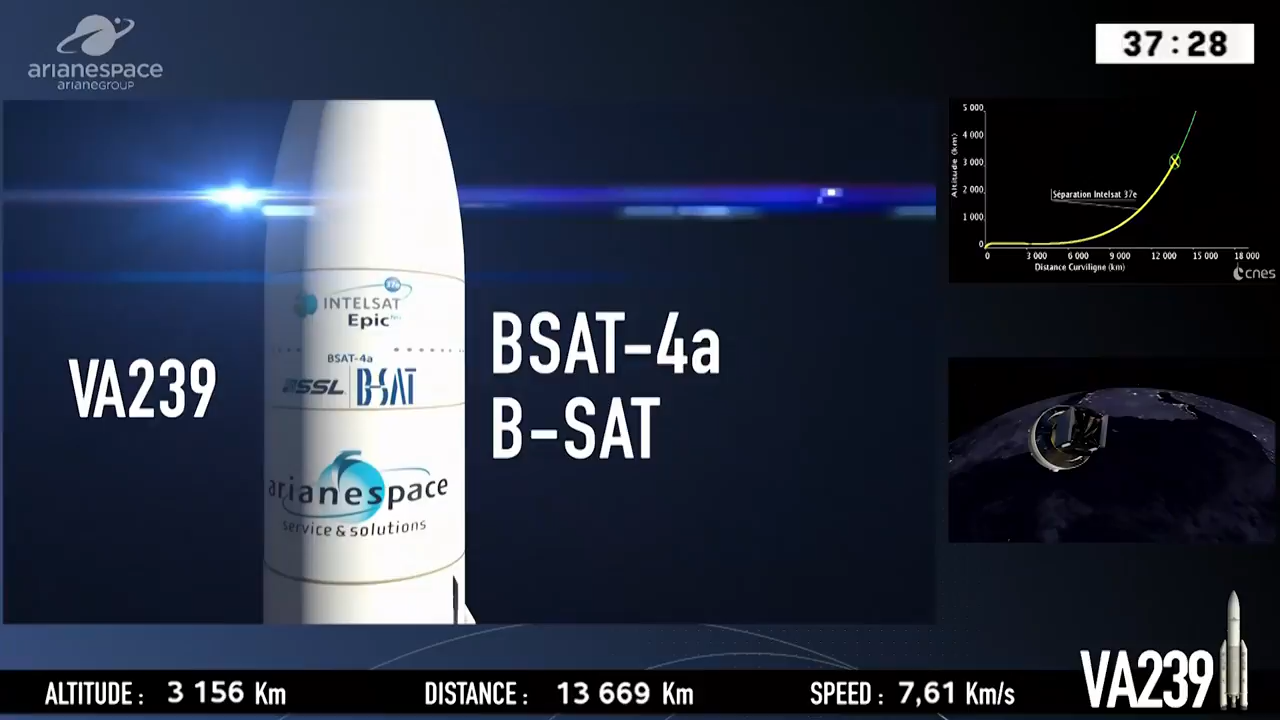 arianespace
arianeGROUP
37:28
5 000
4 000
3 000
2 000
1 000
0
Altitude (km)
Séparation Intelsat 37e
0
3 000
6 000
9 000
12 000
15 000
18 000
Distance Curviligne (km)
cnes
VA239
37e
INTELSAT
Epic
BSAT-4a
SSL
B-SAT
arianespace
service & solutions
BSAT-4a
B-SAT
ALTITUDE : 3 156 Km
DISTANCE : 13 669 Km
SPEED : 7,61 Km/s
VA239